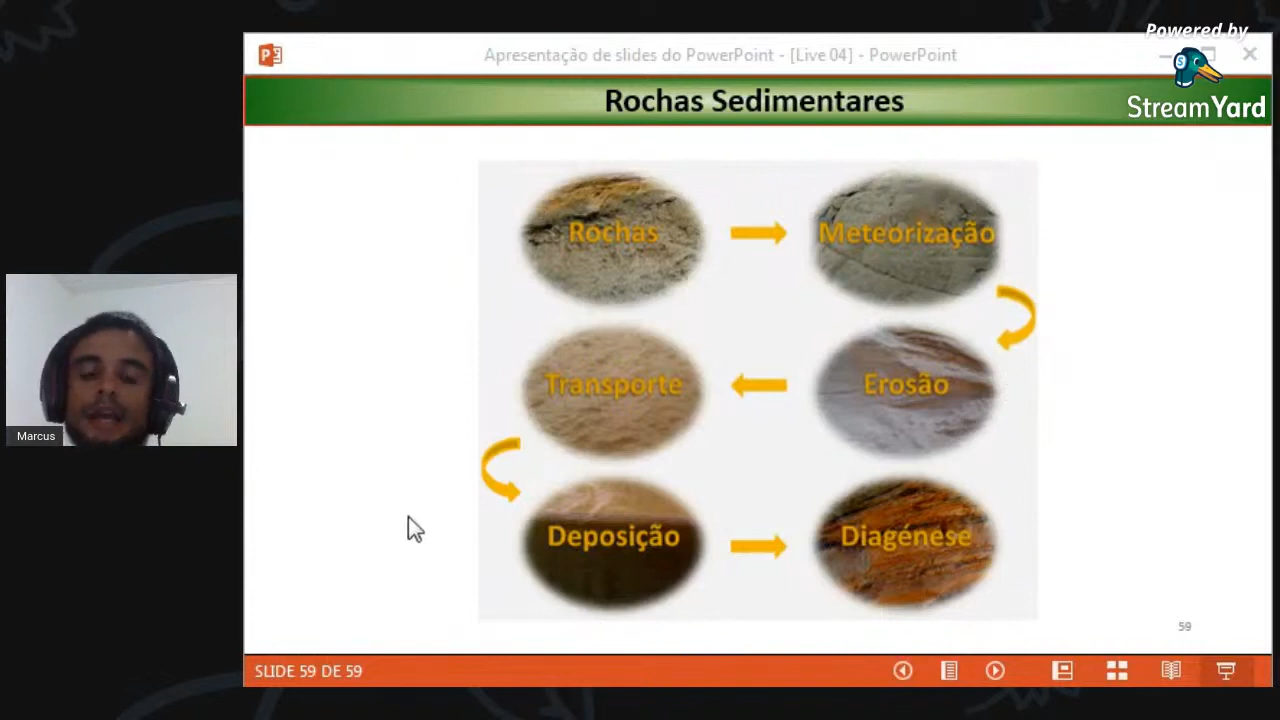 Powered by
StreamYard
Apresentação de slides do PowerPoint - [Live 04] - PowerPoint
Rochas Sedimentares
Rochas
Meteorização
Transporte
Erosão
Deposição
Diagénese
Marcus
59
SLIDE 59 DE 59